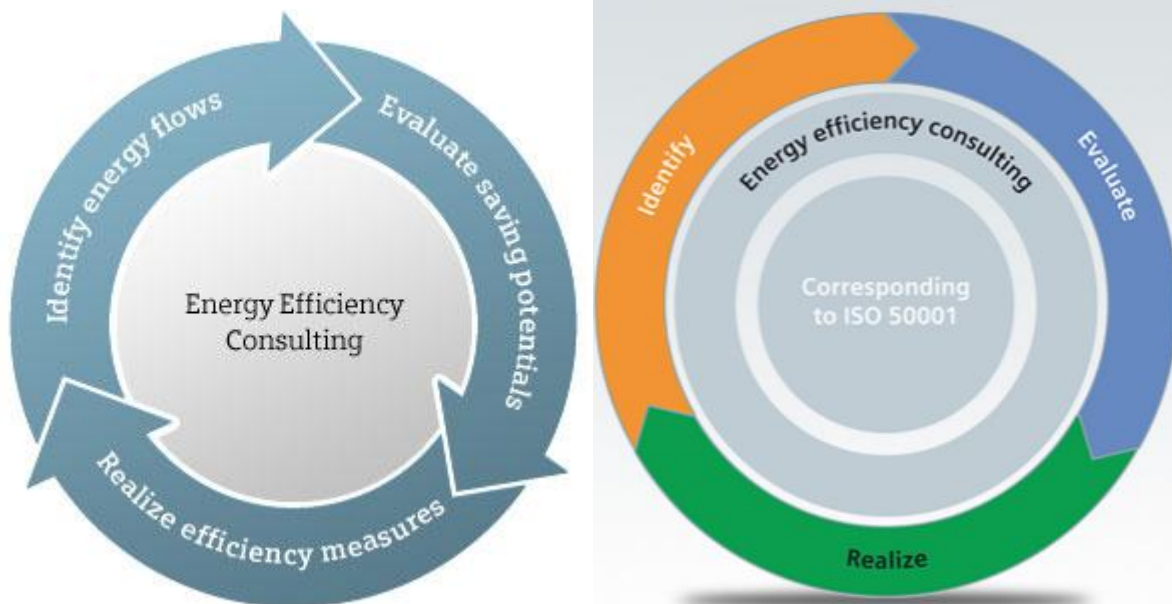 Identify energy flows
Evaluate saving potentials
Realize efficiency measures
Energy Efficiency
Consulting
Identify
Evaluate
Realize
Energy efficiency consulting
Corresponding
to ISO 50001